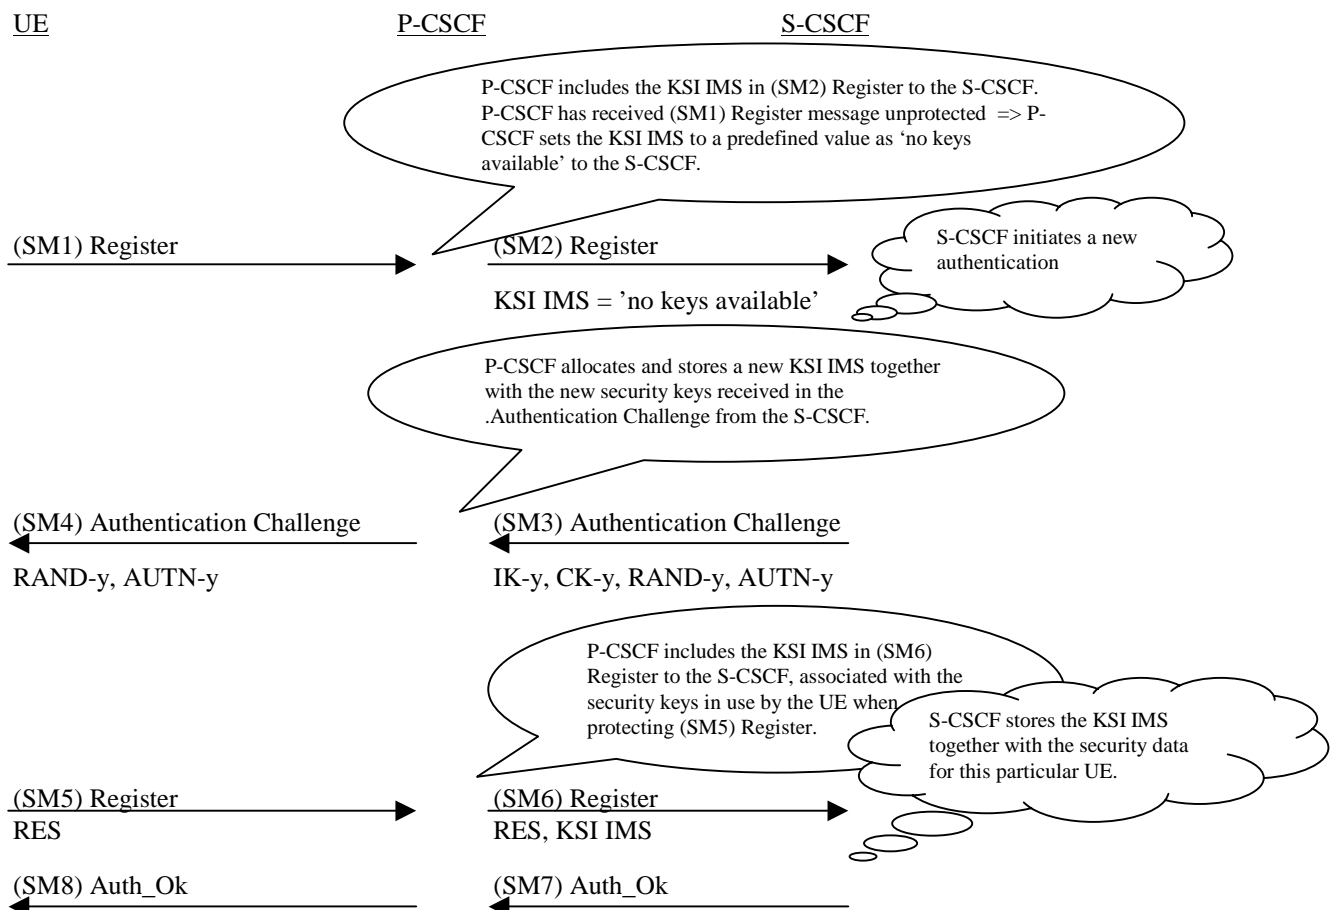 UE P-CSCF S-CSCF
P-CSCF includes the KSI IMS in (SM2) Register to the S-CSCF.
P-CSCF has received (SM1) Register message unprotected => P-
CSCF sets the KSI IMS to a predefined value as ‘no keys
available’ to the S-CSCF.
(SM1) Register (SM2) Register
S-CSCF initiates a new
authentication
KSI IMS = ’no keys available’
P-CSCF allocates and stores a new KSI IMS together
with the new security keys received in the
.Authentication Challenge from the S-CSCF.
(SM4) Authentication Challenge (SM3) Authentication Challenge
RAND-y, AUTN-y IK-y, CK-y, RAND-y, AUTN-y
P-CSCF includes the KSI IMS in (SM6)
Register to the S-CSCF, associated with the
security keys in use by the UE when
protecting (SM5) Register.
S-CSCF stores the KSI IMS
together with the security data
for this particular UE.
(SM5) Register (SM6) Register
RES RES, KSI IMS
(SM8) Auth_Ok (SM7) Auth_Ok